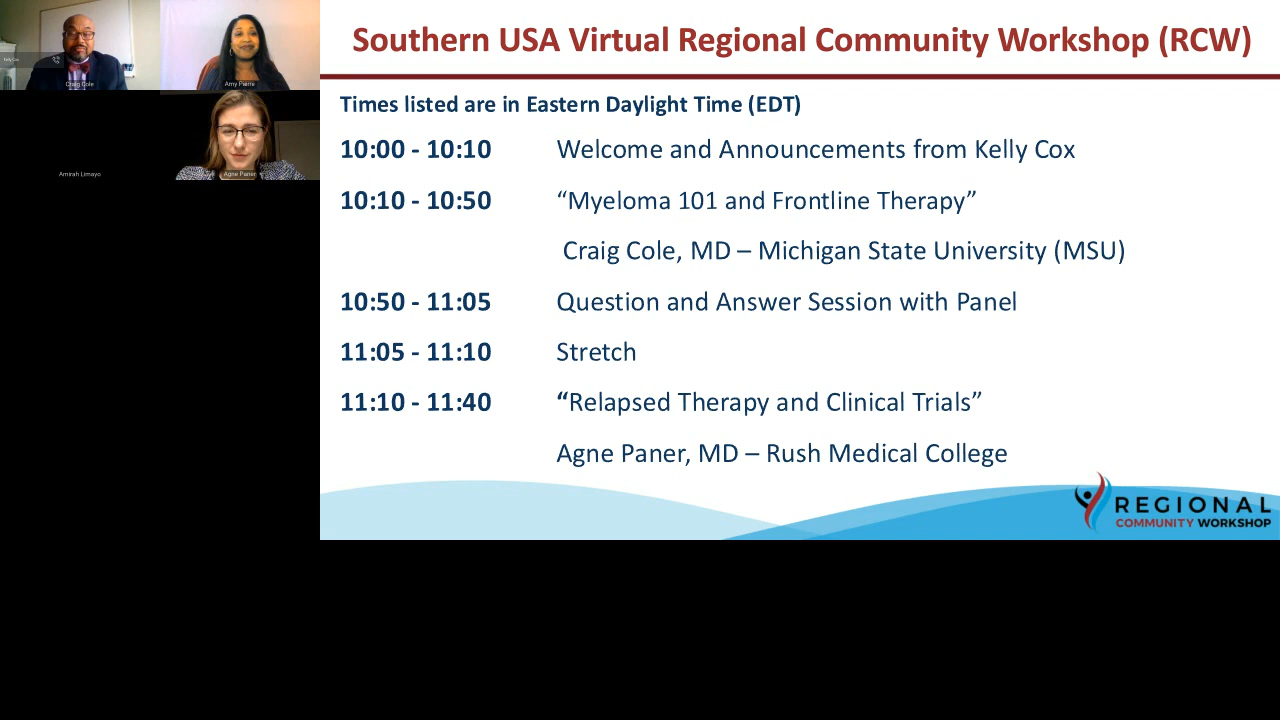 Kelly Cox
Craig Cole
Amy Pierre
Amirah Limayo
Agne Paner
Southern USA Virtual Regional Community Workshop (RCW)
Times listed are in Eastern Daylight Time (EDT)
10:00 - 10:10 Welcome and Announcements from Kelly Cox
10:10 - 10:50 “Myeloma 101 and Frontline Therapy”
Craig Cole, MD – Michigan State University (MSU)
10:50 - 11:05 Question and Answer Session with Panel
11:05 - 11:10 Stretch
11:10 - 11:40 “Relapsed Therapy and Clinical Trials”
Agne Paner, MD – Rush Medical College
REGIONAL
COMMUNITY WORKSHOP